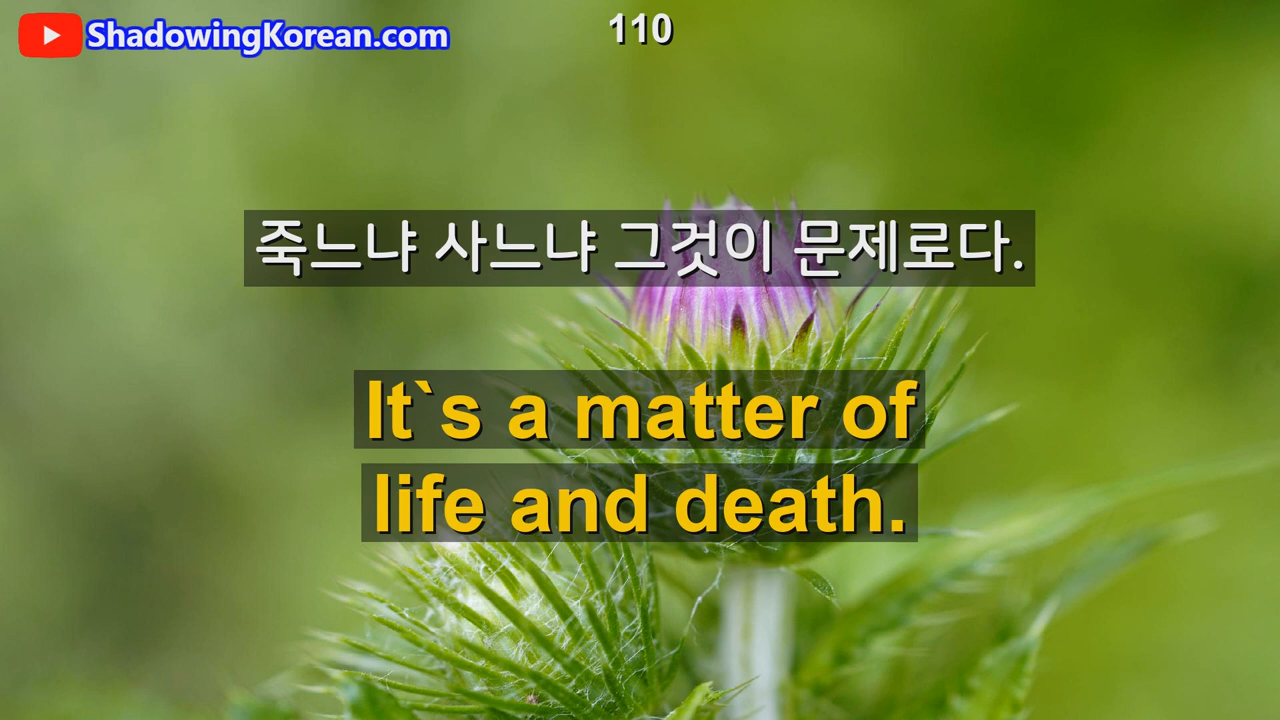 ShadowingKorean.com
110
죽느냐 사느냐 그것이 문제로다.
It`s a matter of
life and death.